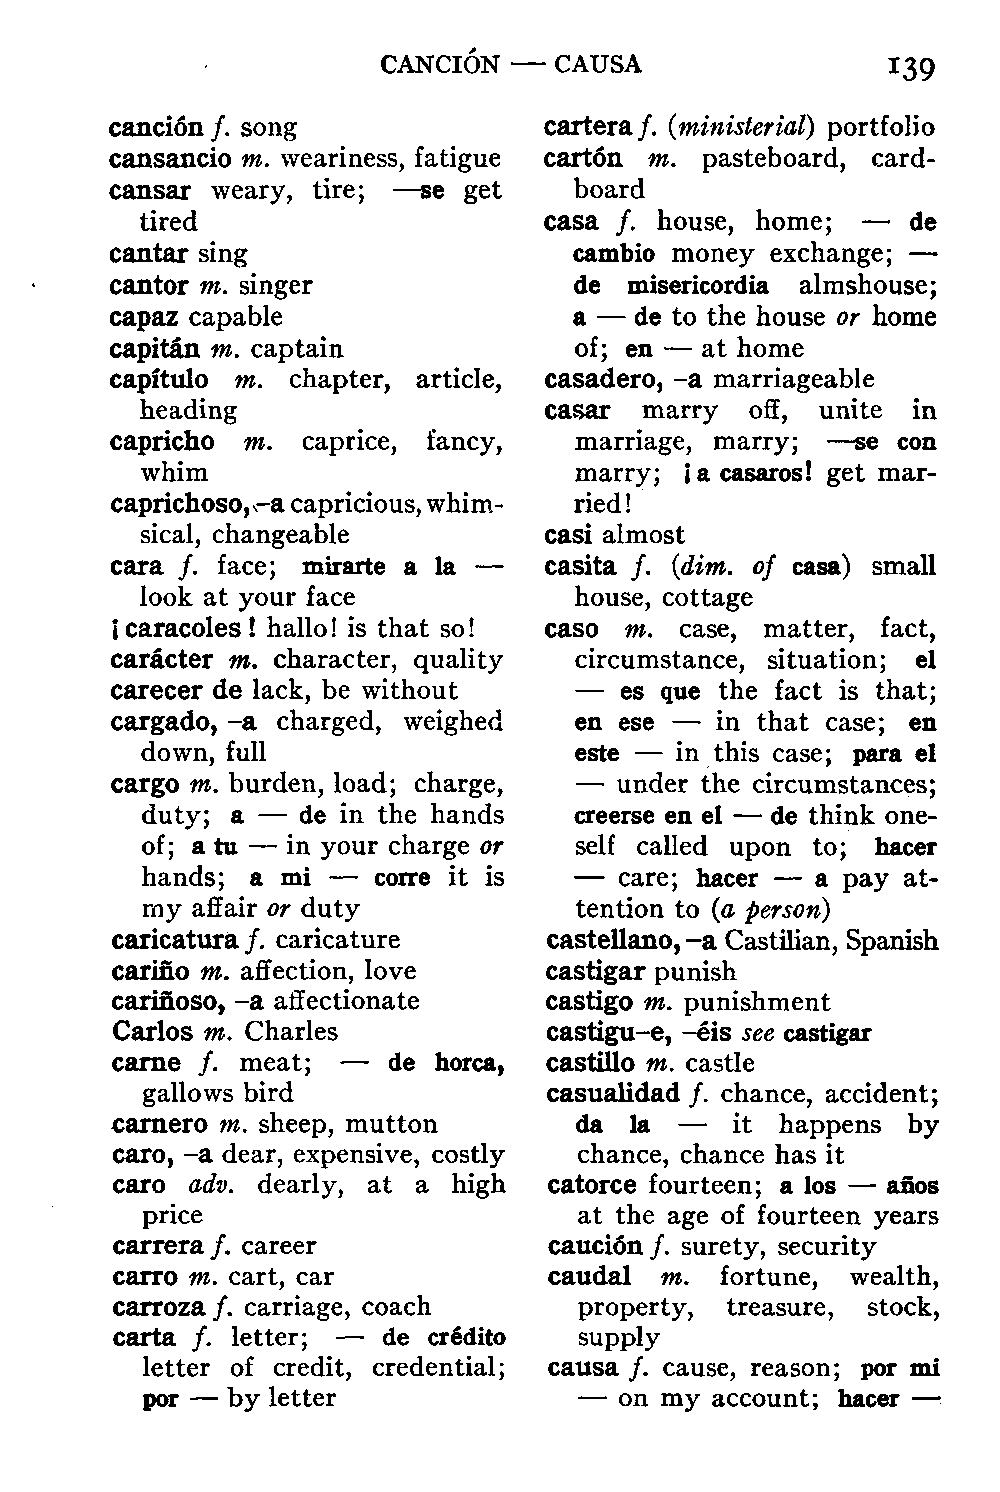 CANCIÓN — CAUSA 139
canción f. song
cansancio m. weariness, fatigue
cansar weary, tire; —se get
tired
cantar sing
cantor m. singer
capaz capable
capitán m. captain
capítulo m. chapter, article,
heading
capricho m. caprice, fancy,
whim
caprichoso, -a capricious, whim-
sical, changeable
cara f. face; mirarte a la —
look at your face
¡caracoles! hallo! is that so!
carácter m. character, quality
carecer de lack, be without
cargado, -a charged, weighed
down, full
cargo m. burden, load; charge,
duty; a — de in the hands
of; a tu — in your charge or
hands; a mi — corre it is
my affair or duty
caricatura f. caricature
cariño m. affection, love
cariñoso, -a affectionate
Carlos m. Charles
carne f. meat; — de horca,
gallows bird
carnero m. sheep, mutton
caro, -a dear, expensive, costly
caro adv. dearly, at a high
price
carrera f. career
carro m. cart, car
carroza f. carriage, coach
carta f. letter; — de crédito
letter of credit, credential;
por — by letter
cartera f. (ministerial) portfolio
cartón m. pasteboard, card-
board
casa f. house, home; — de
cambio money exchange; —
de misericordia almshouse;
a — de to the house or home
of; en — at home
casadero, -a marriageable
casar marry off, unite in
marriage, marry; —se con
marry; ¡a casaros! get mar-
ried!
casi almost
casita f. (dim. of casa) small
house, cottage
caso m. case, matter, fact,
circumstance, situation; el
— es que the fact is that;
en ese — in that case; en
este — in this case; para el
— under the circumstances;
creerse en el — de think one-
self called upon to; hacer
— care; hacer — a pay at-
tention to (a person)
castellano, -a Castilian, Spanish
castigar punish
castigo m. punishment
castigu-e, -éis see castigar
castillo m. castle
casualidad f. chance, accident;
da la — it happens by
chance, chance has it
catorce fourteen; a los — años
at the age of fourteen years
caución f. surety, security
caudal m. fortune, wealth,
property, treasure, stock,
supply
causa f. cause, reason; por mi
— on my account; hacer —